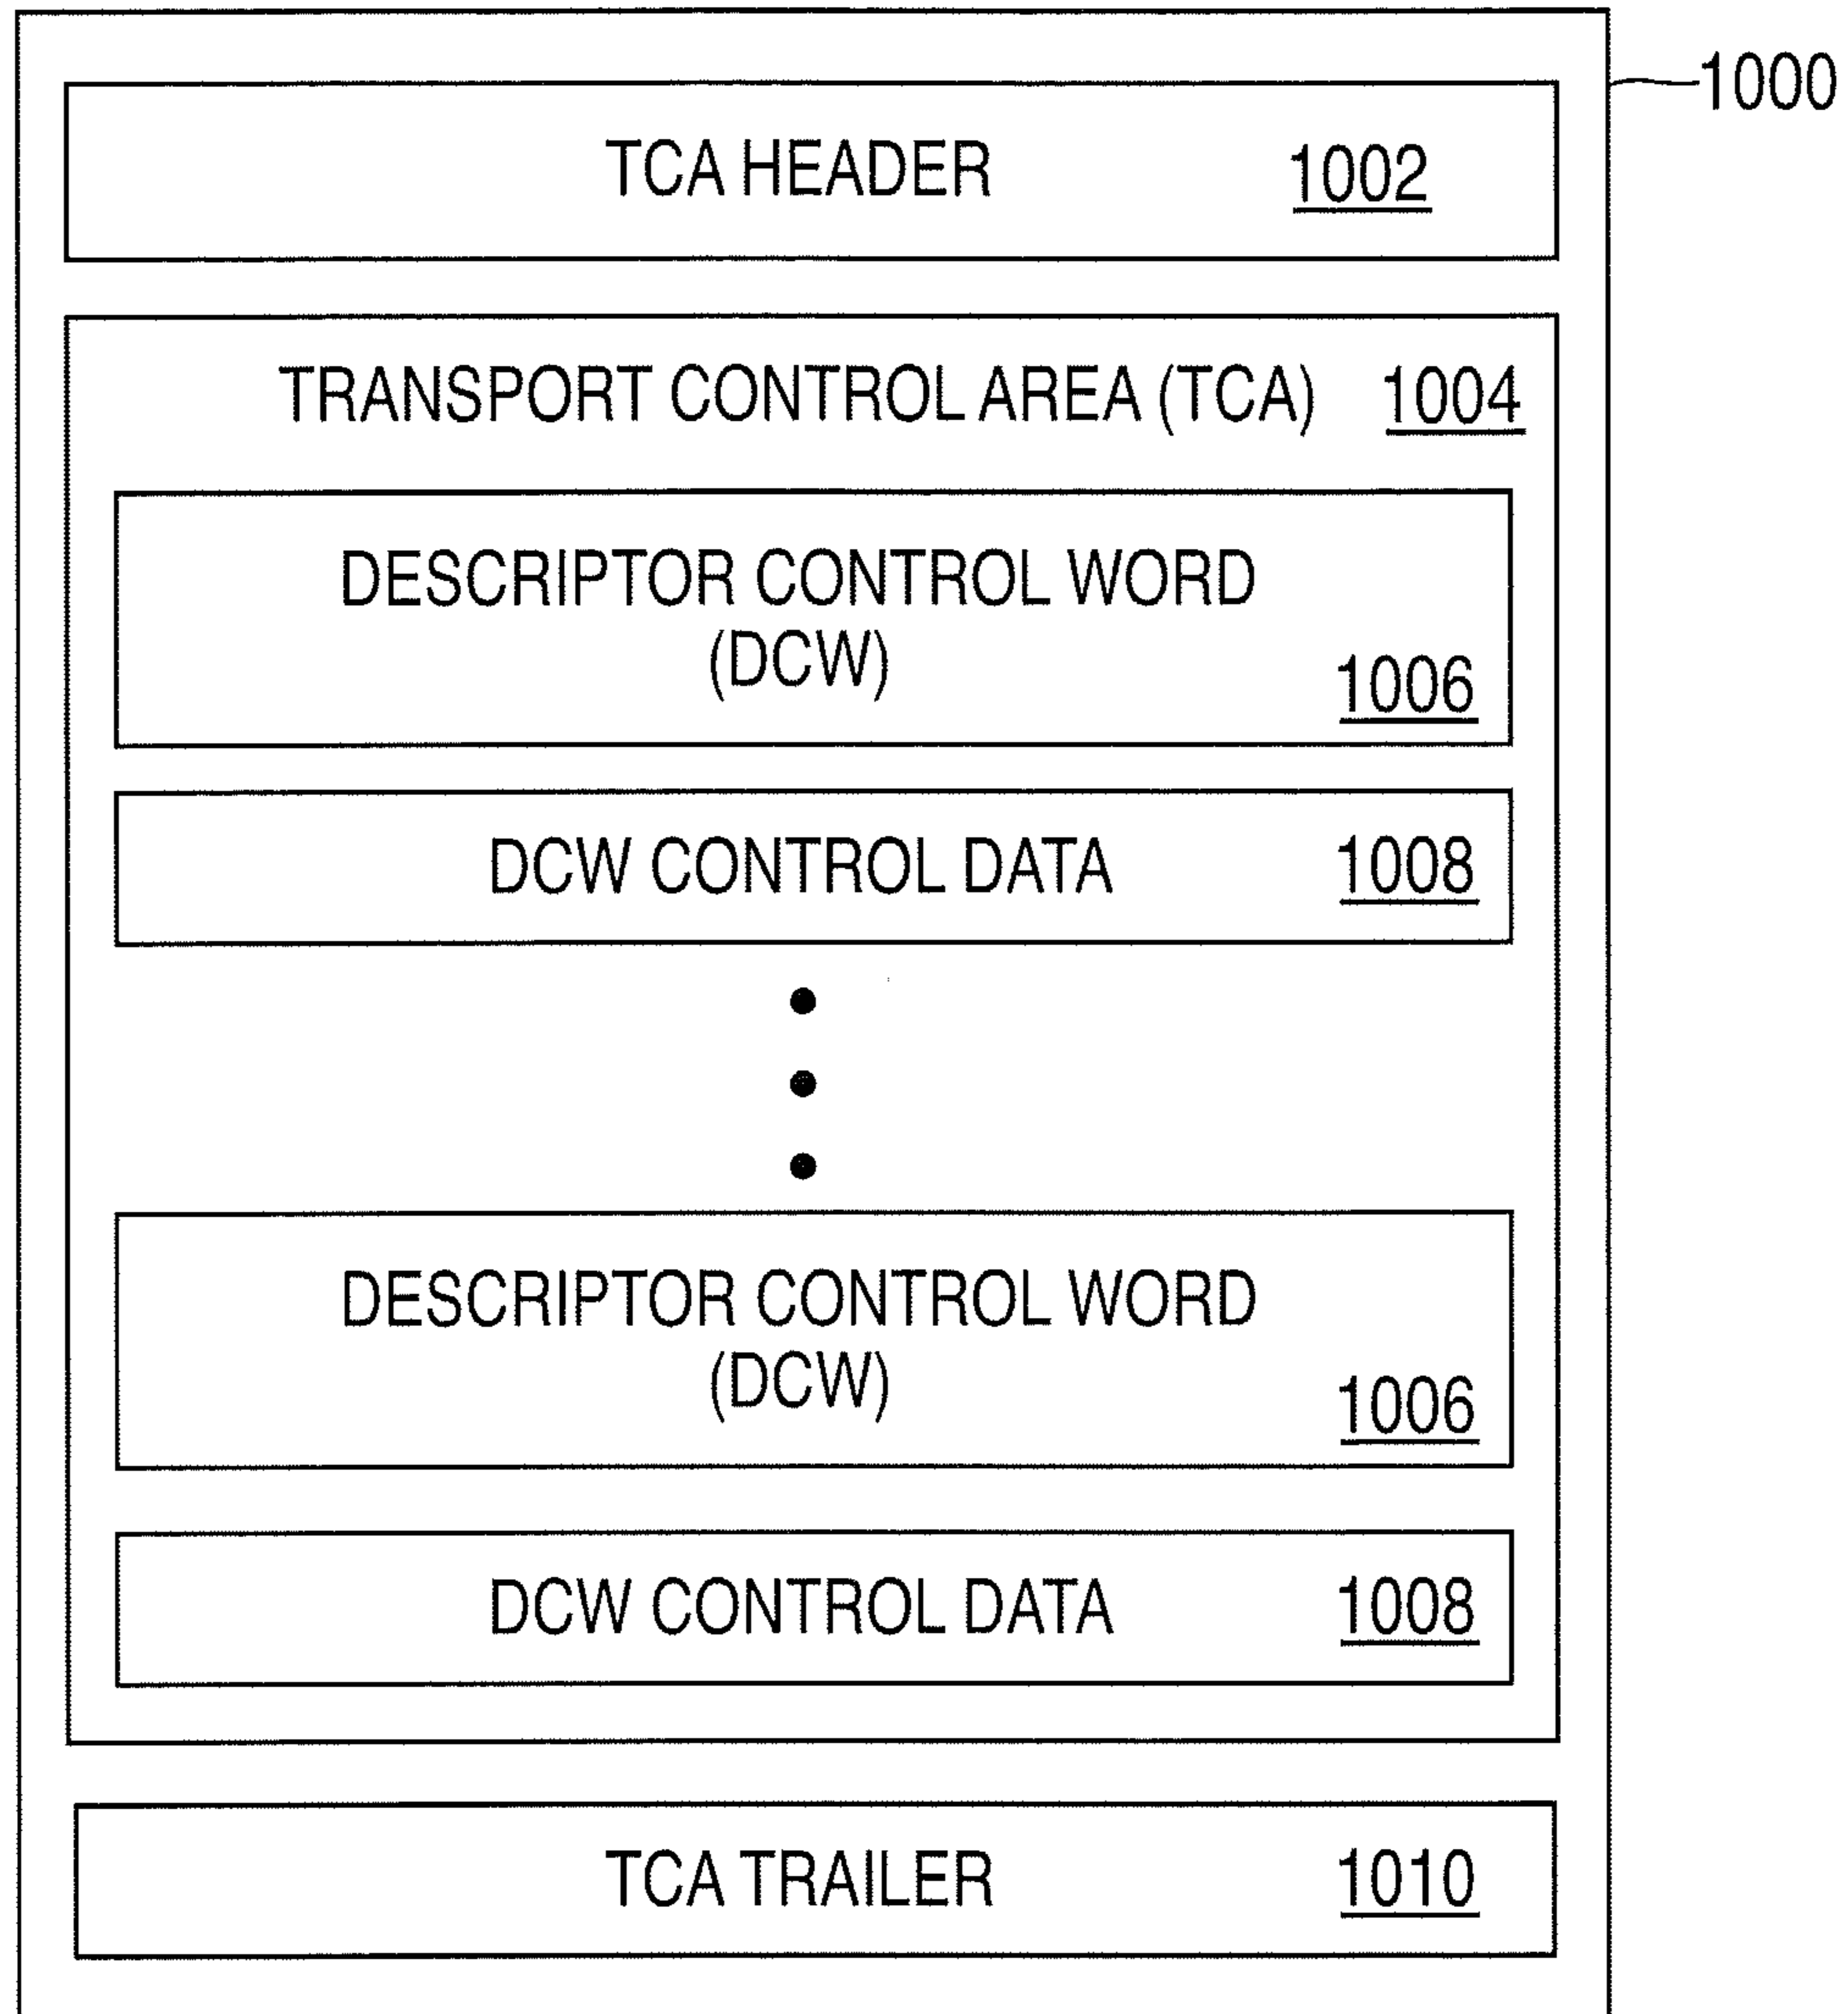 1000
TCA HEADER 1002
TRANSPORT CONTROL AREA (TCA) 1004
DESCRIPTOR CONTROL WORD
(DCW)
1006
DCW CONTROL DATA 1008
DESCRIPTOR CONTROL WORD
(DCW)
1006
DCW CONTROL DATA 1008
TCA TRAILER 1010